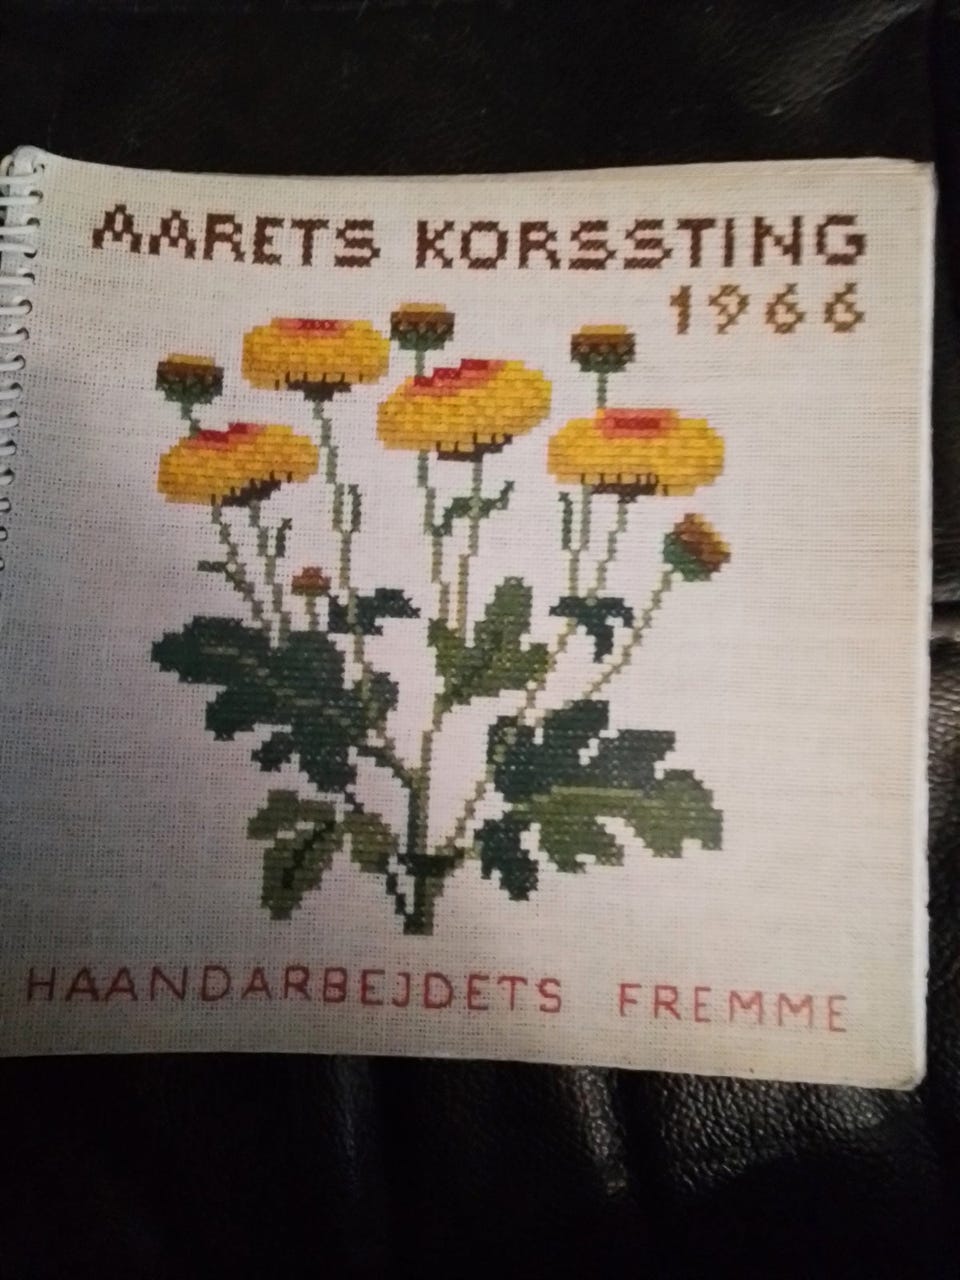 AARETS KORSSTING
1966
HAANDARBEJDETS FREMME